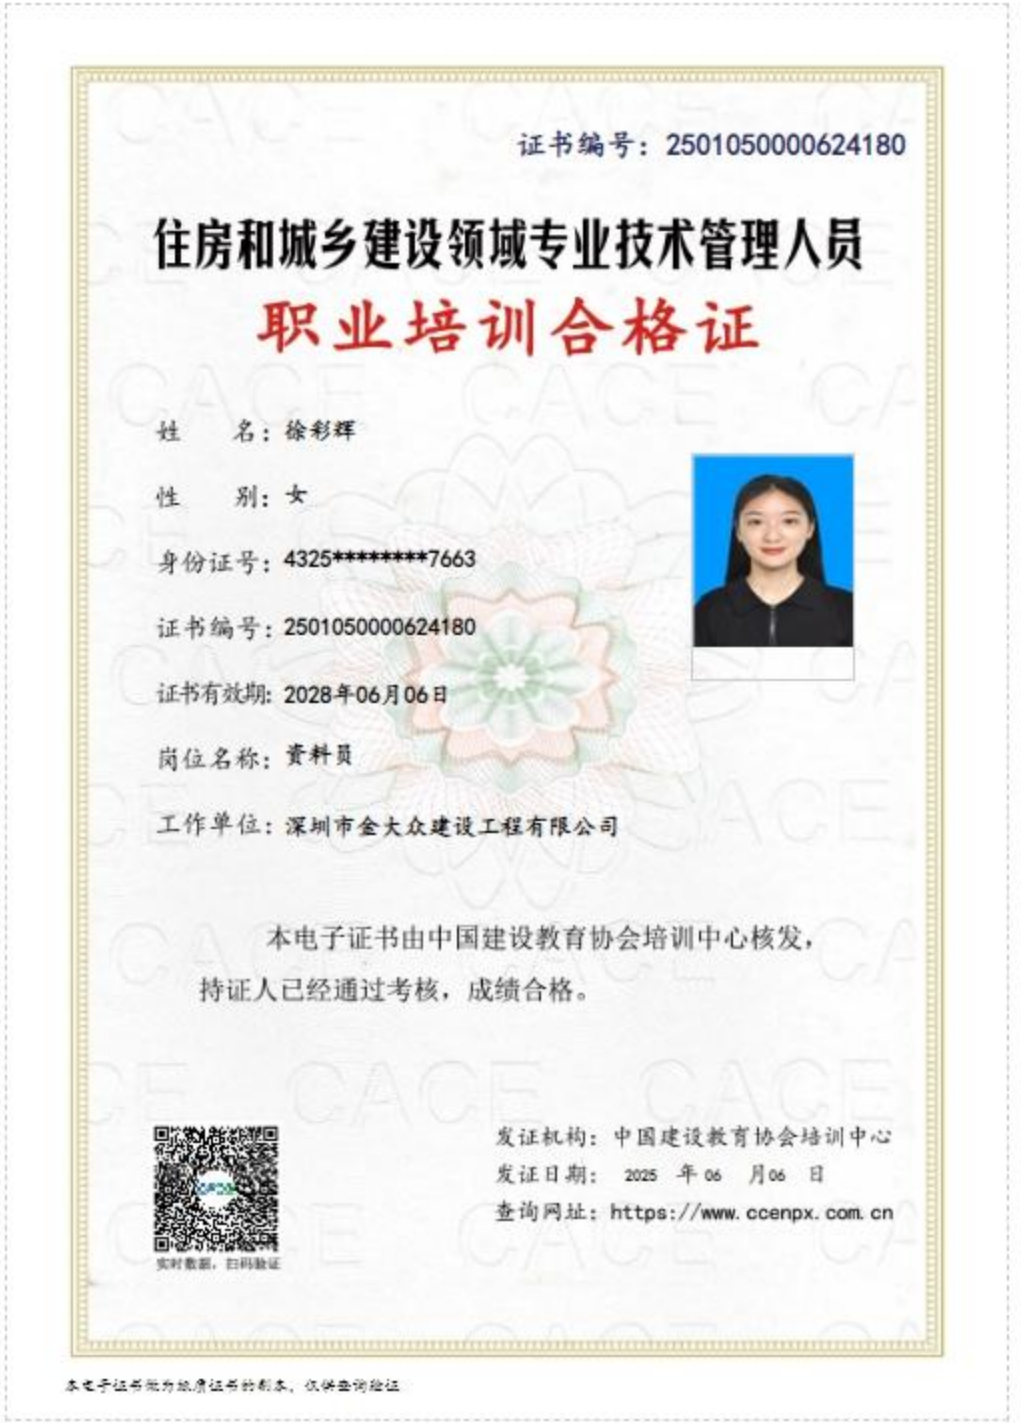 证书编号：2501050000624180
住房和城乡建设领域专业技术管理人员
职业培训合格证
姓 名：徐彩辉
性 别：女
身份证号：4325********7663
证书编号：2501050000624180
证书有效期：2028年06月06日
岗位名称：资料员
工作单位：深圳市金大众建设工程有限公司
本电子证书由中国建设教育协会培训中心核发，
持证人已经通过考核，成绩合格。
发证机构：中国建设教育协会培训中心
发证日期： 2025 年 06 月06 日
查询网址：https://www.ccenpx.com.cn
实时数据，扫码验证
本电子证书做为纸质证书的副本，仅供查询验证
CACE